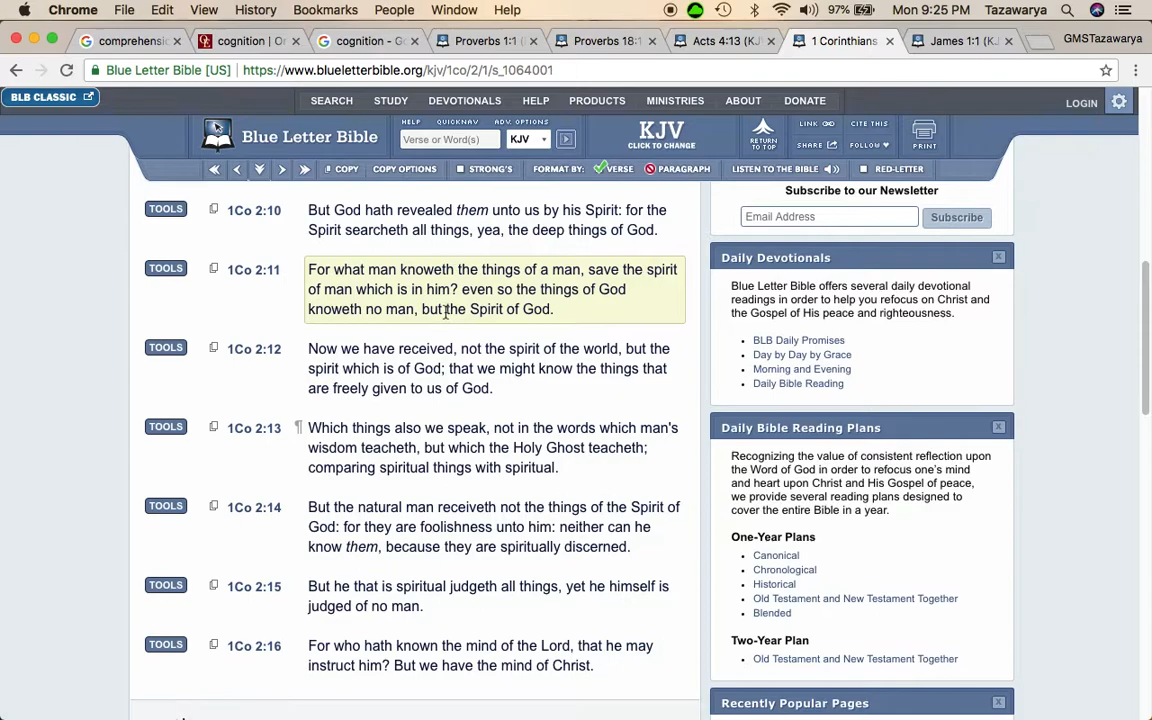 Chrome File Edit View History Bookmarks People Window Help 97% Mon 9:25 PM Tazawarya
comprehensic cognition | On cognition - Go Proverbs 1:1 (K Proverbs 18:1 Acts 4:13 (KJ 1 Corinthians James 1:1 (KJ GMSTazawarya
Blue Letter Bible [US] https://www.blueletterbible.org/kjv/1co/2/1/s_1064001
BLB CLASSIC
SEARCH STUDY DEVOTIONALS HELP PRODUCTS MINISTRIES ABOUT DONATE LOGIN
Blue Letter Bible
HELP QUICKNAV ADV. OPTIONS
Verse or Word(s) KJV
KJV
CLICK TO CHANGE
RETURN
TO TOP
LINK CITE THIS
SHARE FOLLOW
PRINT
COPY COPY OPTIONS STRONG'S FORMAT BY: VERSE PARAGRAPH LISTEN TO THE BIBLE RED-LETTER
TOOLS 1Co 2:10 But God hath revealed them unto us by his Spirit: for the
Spirit searcheth all things, yea, the deep things of God.
TOOLS 1Co 2:11 For what man knoweth the things of a man, save the spirit
of man which is in him? even so the things of God
knoweth no man, but the Spirit of God.
TOOLS 1Co 2:12 Now we have received, not the spirit of the world, but the
spirit which is of God; that we might know the things that
are freely given to us of God.
TOOLS 1Co 2:13 ¶ Which things also we speak, not in the words which man's
wisdom teacheth, but which the Holy Ghost teacheth;
comparing spiritual things with spiritual.
TOOLS 1Co 2:14 But the natural man receiveth not the things of the Spirit of
God: for they are foolishness unto him: neither can he
know them, because they are spiritually discerned.
TOOLS 1Co 2:15 But he that is spiritual judgeth all things, yet he himself is
judged of no man.
TOOLS 1Co 2:16 For who hath known the mind of the Lord, that he may
instruct him? But we have the mind of Christ.
Subscribe to our Newsletter
Email Address Subscribe
Daily Devotionals
Blue Letter Bible offers several daily devotional
readings in order to help you refocus on Christ and
the Gospel of His peace and righteousness.
BLB Daily Promises
Day by Day by Grace
Morning and Evening
Daily Bible Reading
Daily Bible Reading Plans
Recognizing the value of consistent reflection upon
the Word of God in order to refocus one's mind
and heart upon Christ and His Gospel of peace,
we provide several reading plans designed to
cover the entire Bible in a year.
One-Year Plans
Canonical
Chronological
Historical
Old Testament and New Testament Together
Blended
Two-Year Plan
Old Testament and New Testament Together
Recently Popular Pages